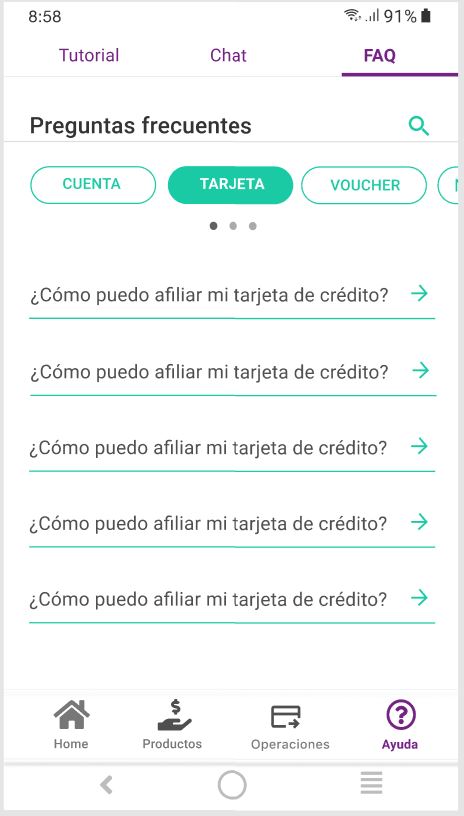 8:58 91%
Tutorial Chat FAQ
Preguntas frecuentes
CUENTA TARJETA VOUCHER
¿Cómo puedo afiliar mi tarjeta de crédito?
¿Cómo puedo afiliar mi tarjeta de crédito?
¿Cómo puedo afiliar mi tarjeta de crédito?
¿Cómo puedo afiliar mi tarjeta de crédito?
¿Cómo puedo afiliar mi tarjeta de crédito?
Home Productos Operaciones Ayuda